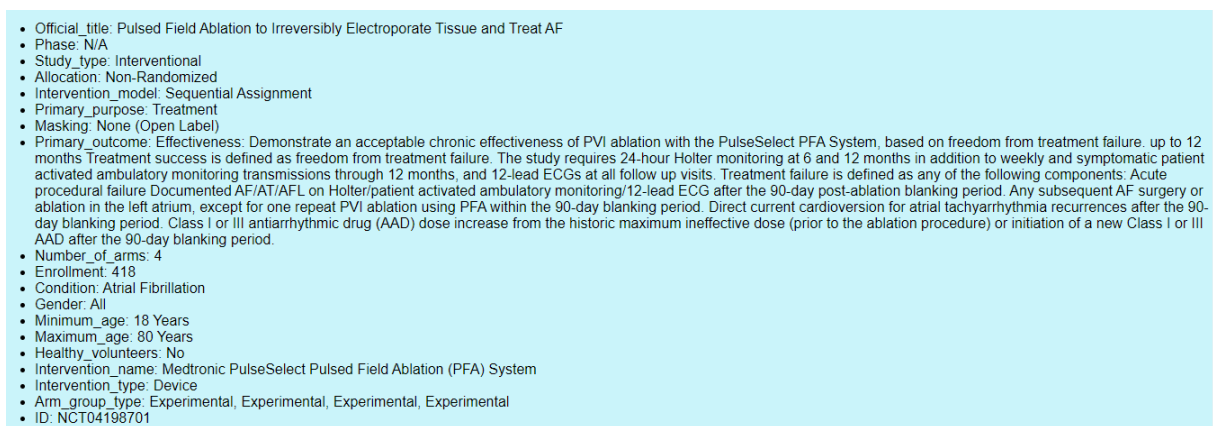 • Official_title: Pulsed Field Ablation to Irreversibly Electroporate Tissue and Treat AF
• Phase: N/A
• Study_type: Interventional
• Allocation: Non-Randomized
• Intervention_model: Sequential Assignment
• Primary_purpose: Treatment
• Masking: None (Open Label)
• Primary_outcome: Effectiveness: Demonstrate an acceptable chronic effectiveness of PVI ablation with the PulseSelect PFA System, based on freedom from treatment failure. up to 12
months Treatment success is defined as freedom from treatment failure. The study requires 24-hour Holter monitoring at 6 and 12 months in addition to weekly and symptomatic patient
activated ambulatory monitoring transmissions through 12 months, and 12-lead ECGs at all follow up visits. Treatment failure is defined as any of the following components: Acute
procedural failure Documented AF/AT/AFL on Holter/patient activated ambulatory monitoring/12-lead ECG after the 90-day post-ablation blanking period. Any subsequent AF surgery or
ablation in the left atrium, except for one repeat PVI ablation using PFA within the 90-day blanking period. Direct current cardioversion for atrial tachyarrhythmia recurrences after the 90-
day blanking period. Class I or III antiarrhythmic drug (AAD) dose increase from the historic maximum ineffective dose (prior to the ablation procedure) or initiation of a new Class I or III
AAD after the 90-day blanking period.
• Number_of_arms: 4
• Enrollment: 418
• Condition: Atrial Fibrillation
• Gender: All
• Minimum_age: 18 Years
• Maximum_age: 80 Years
• Healthy_volunteers: No
• Intervention_name: Medtronic PulseSelect Pulsed Field Ablation (PFA) System
• Intervention_type: Device
• Arm_group_type: Experimental, Experimental, Experimental, Experimental
• ID: NCT04198701